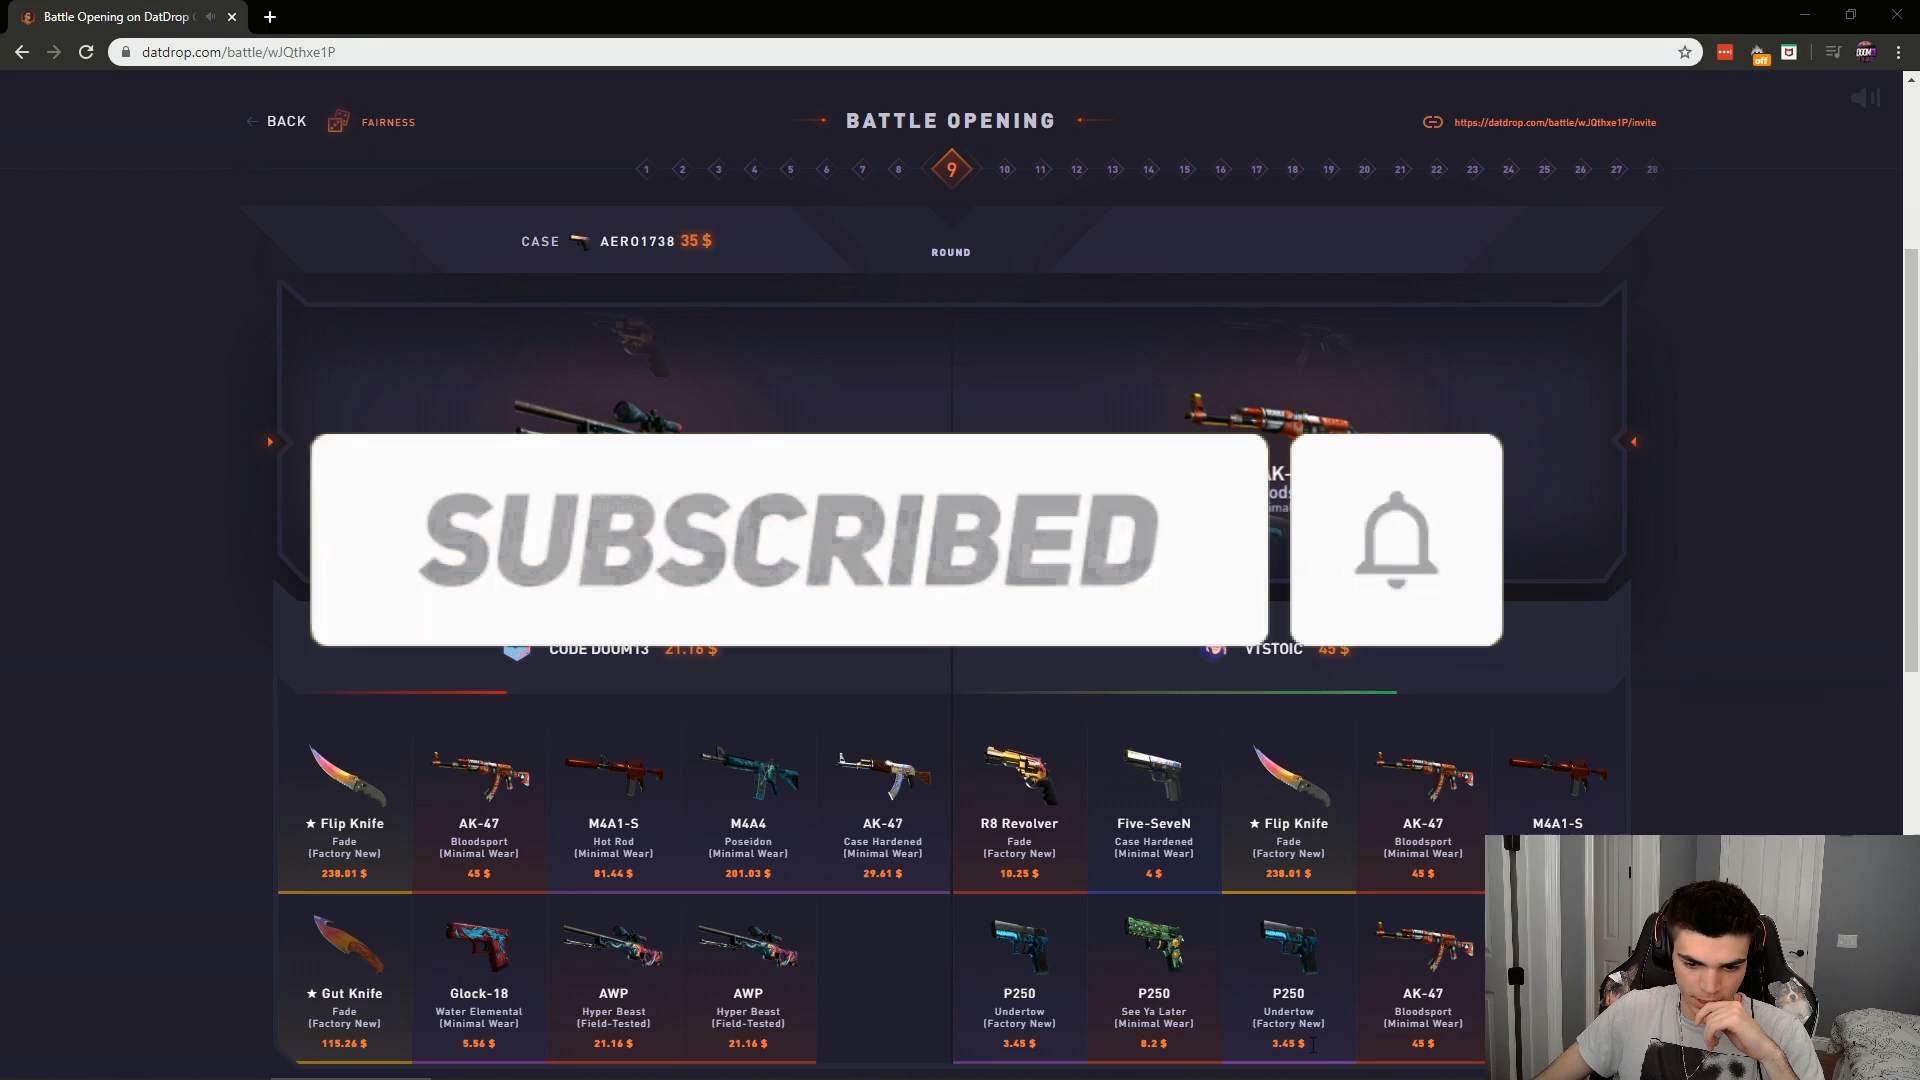 Battle Opening on DatDrop
datdrop.com/battle/wJQthxe1P
off
BACK
FAIRNESS
BATTLE OPENING
https://datdrop.com/battle/wJQthxe1P/invite
1 2 3 4 5 6 7 8 9 10 11 12 13 14 15 16 17 18 19 20 21 22 23 24 25 26 27 28
CASE AERO1738 35 $
ROUND
SUBSCRIBED
CODE DOOM13 21.16 $
VTSTOIC 45 $
★ Flip Knife
Fade
(Factory New)
238.01 $
AK-47
Bloodsport
(Minimal Wear)
45 $
M4A1-S
Hot Rod
(Minimal Wear)
81.44 $
M4A4
Poseidon
(Minimal Wear)
201.03 $
AK-47
Case Hardened
(Minimal Wear)
29.61 $
R8 Revolver
Fade
(Factory New)
10.25 $
Five-SeveN
Case Hardened
(Minimal Wear)
4 $
★ Flip Knife
Fade
(Factory New)
238.01 $
AK-47
Bloodsport
(Minimal Wear)
45 $
M4A1-S
★ Gut Knife
Fade
(Factory New)
115.26 $
Glock-18
Water Elemental
(Minimal Wear)
5.56 $
AWP
Hyper Beast
(Field-Tested)
21.16 $
AWP
Hyper Beast
(Field-Tested)
21.16 $
P250
Undertow
(Factory New)
3.45 $
P250
See Ya Later
(Minimal Wear)
8.2 $
P250
Undertow
(Factory New)
3.45 $
AK-47
Bloodsport
(Minimal Wear)
45 $